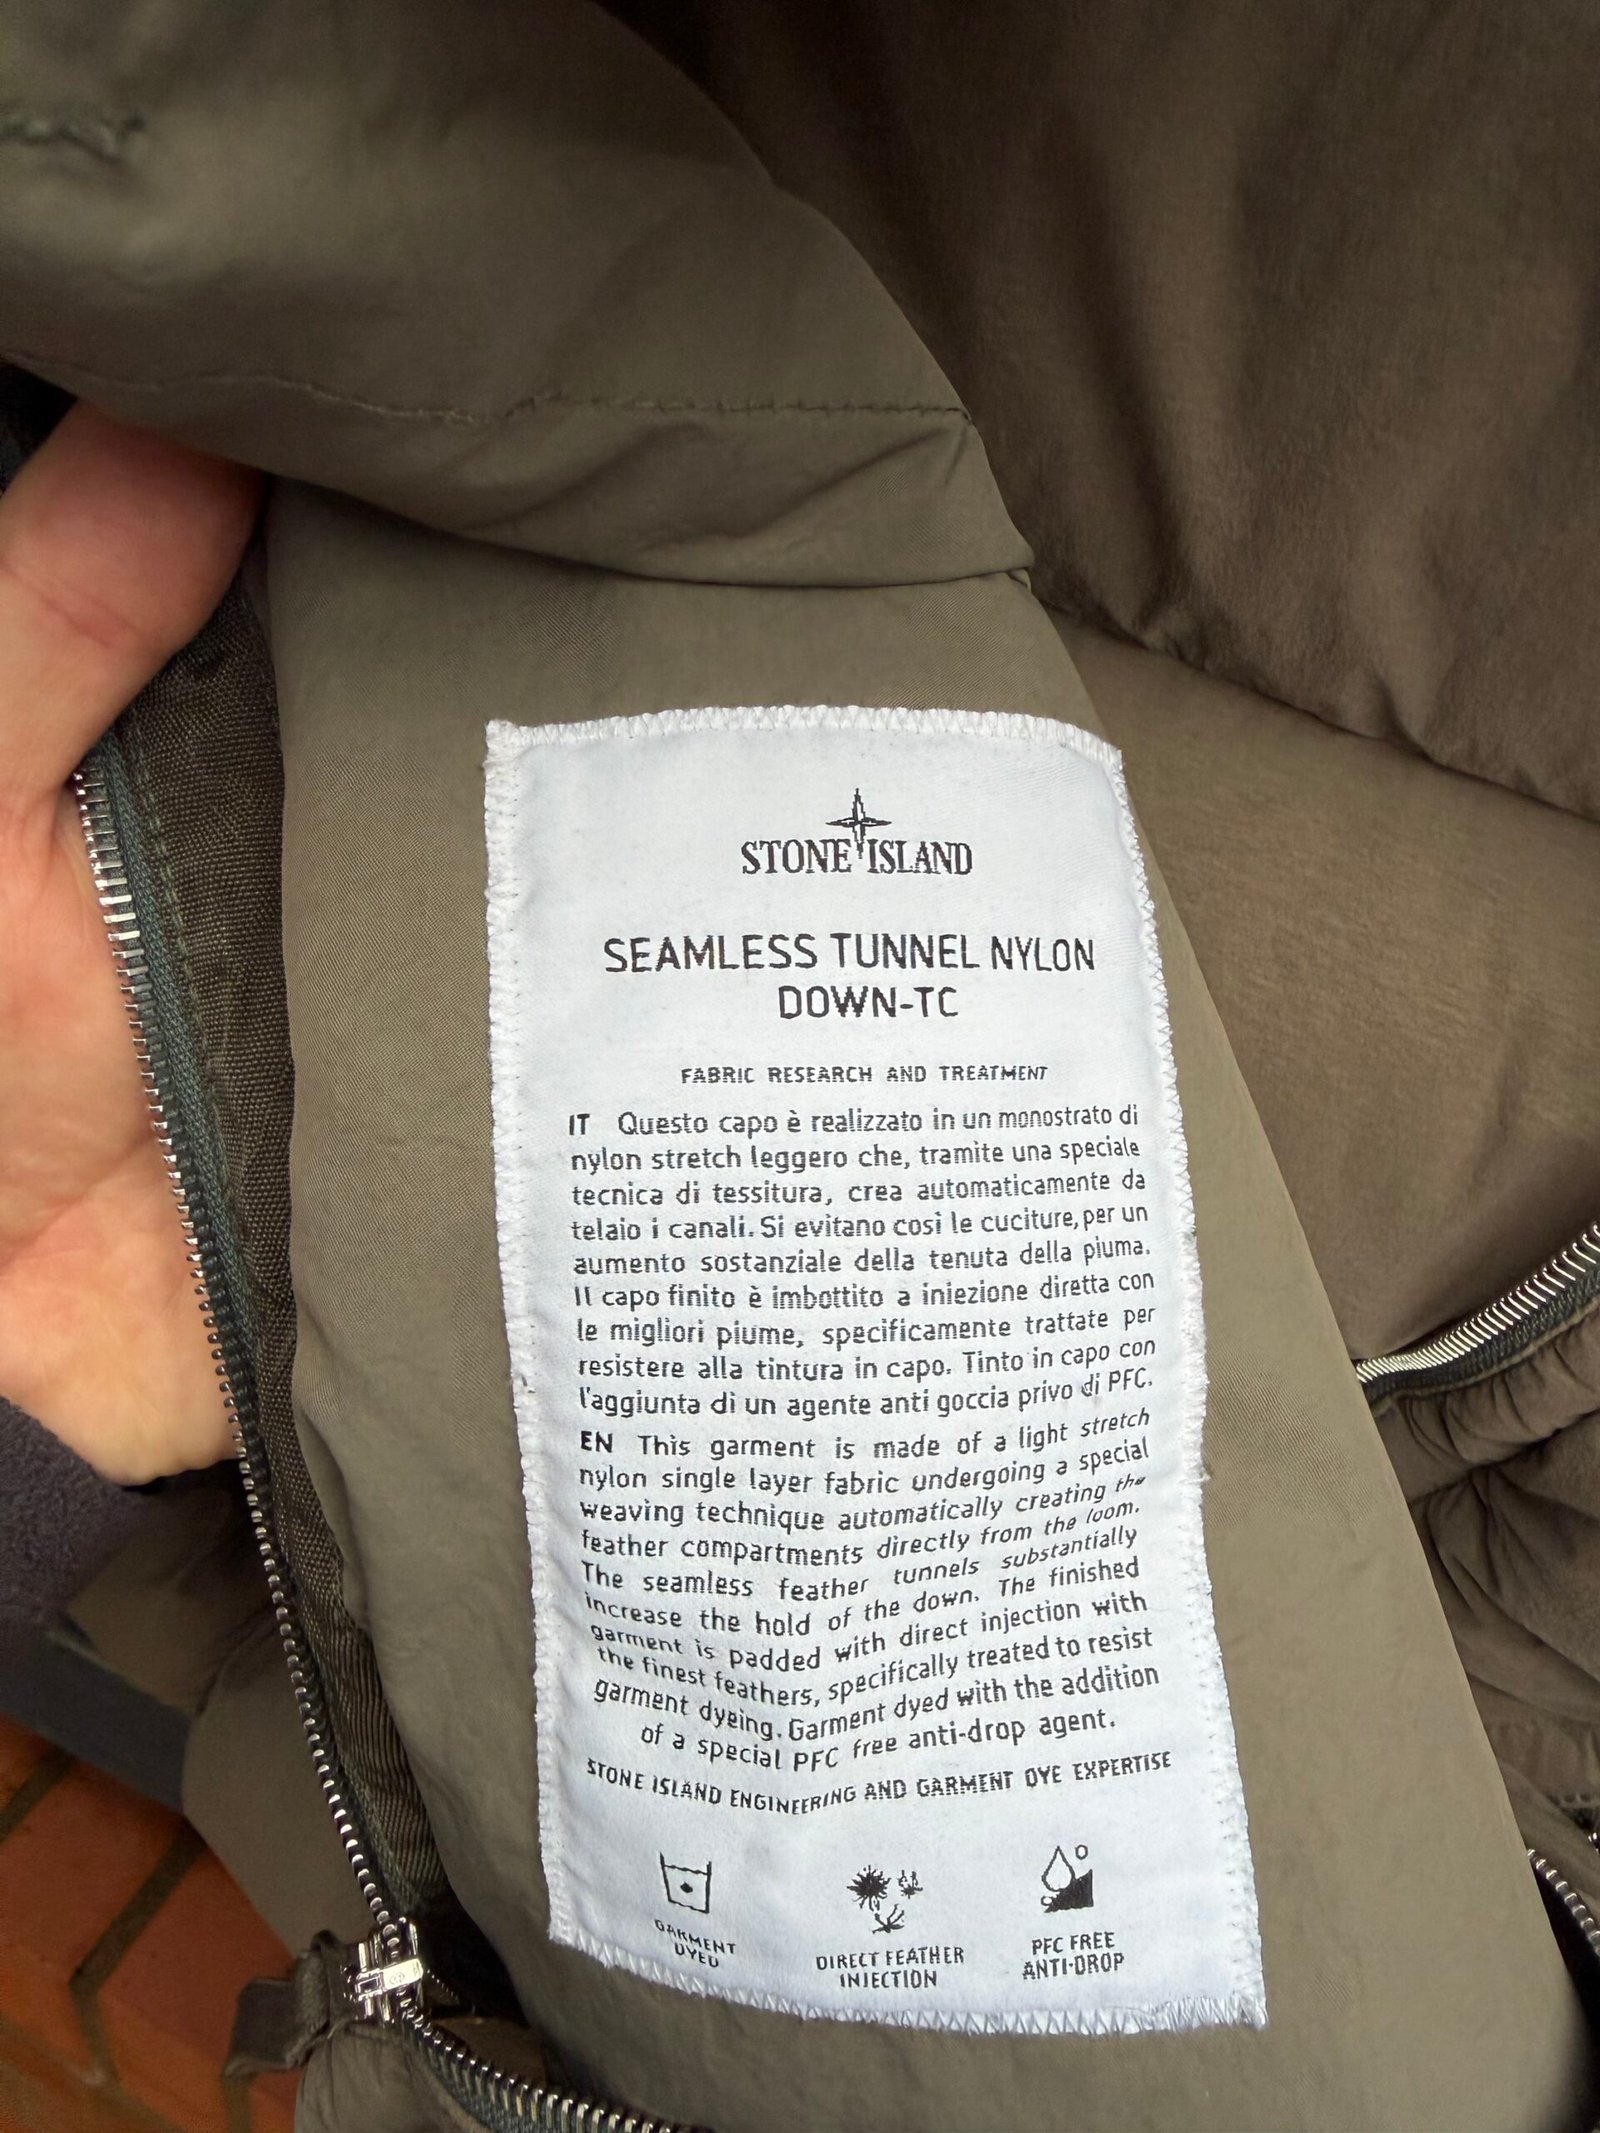 STONE ISLAND
SEAMLESS TUNNEL NYLON
DOWN-TC
FABRIC RESEARCH AND TREATMENT
IT Questo capo è realizzato in un monostrato di
nylon stretch leggero che, tramite una speciale
tecnica di tessitura, crea automaticamente da
telaio i canali. Si evitano così le cuciture, per un
aumento sostanziale della tenuta della piuma.
Il capo finito è imbottito a iniezione diretta con
le migliori piume, specificamente trattate per
resistere alla tintura in capo. Tinto in capo con
l'aggiunta di un agente anti goccia privo di PFC.
EN This garment is made of a light stretch
nylon single layer fabric undergoing a special
weaving technique automatically creating the
feather compartments directly from the loom.
The seamless feather tunnels substantially
increase the hold of the down. The finished
garment is padded with direct injection with
the finest feathers, specifically treated to resist
garment dyeing. Garment dyed with the addition
of a special PFC free anti-drop agent.
STONE ISLAND ENGINEERING AND GARMENT DYE EXPERTISE
GARMENT
DYED
DIRECT FEATHER
INJECTION
PFC FREE
ANTI-DROP